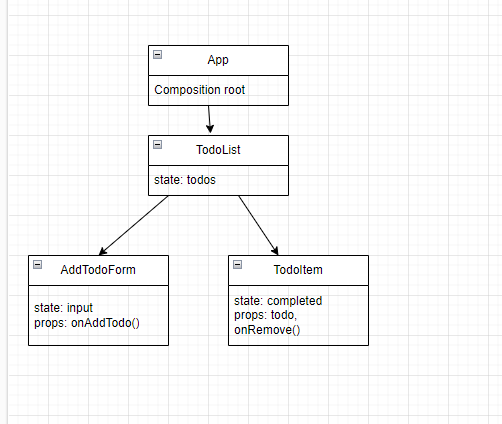 App
Composition root
TodoList
state: todos
AddTodoForm
state: input
props: onAddTodo()
TodoItem
state: completed
props: todo,
onRemove()